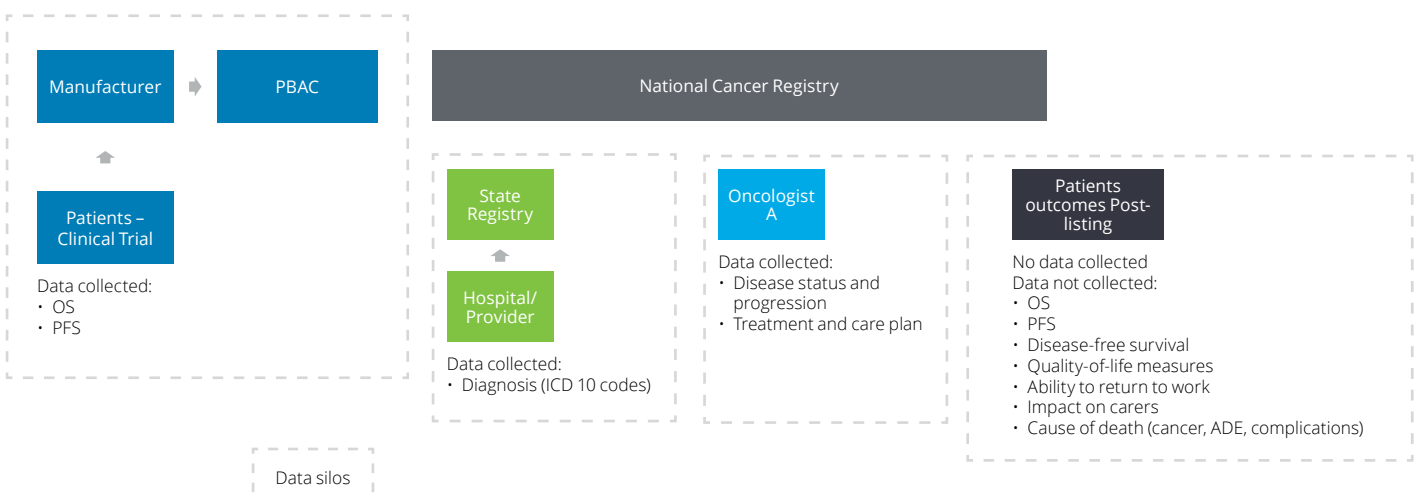 Manufacturer
PBAC
Patients –
Clinical Trial
Data collected:
• OS
• PFS
National Cancer Registry
State
Registry
Hospital/
Provider
Data collected:
• Diagnosis (ICD 10 codes)
Oncologist
A
Data collected:
• Disease status and
progression
• Treatment and care plan
Patients
outcomes Post-
listing
No data collected
Data not collected:
• OS
• PFS
• Disease-free survival
• Quality-of-life measures
• Ability to return to work
• Impact on carers
• Cause of death (cancer, ADE, complications)
Data silos